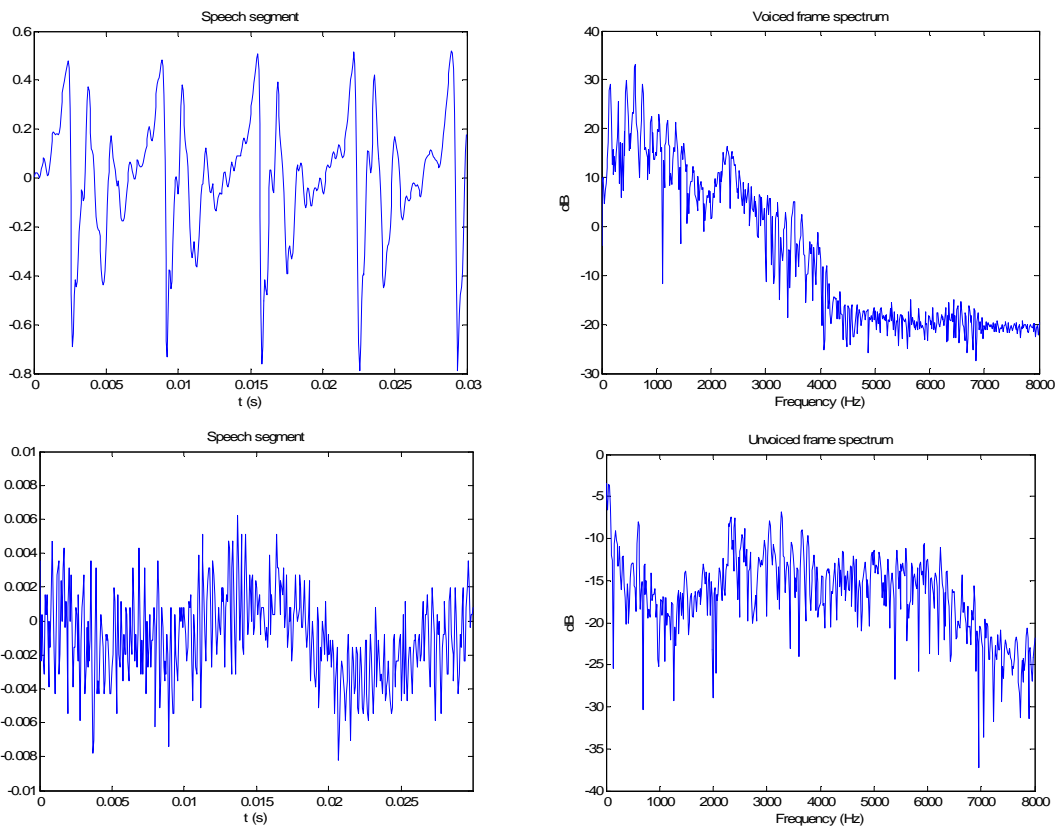 Speech segment
0.6
0.4
0.2
0
-0.2
-0.4
-0.6
-0.8
0 0.005 0.01 0.015 0.02 0.025 0.03
t (s)
Voiced frame spectrum
40
30
20
10
0
-10
-20
-30
dB
0 1000 2000 3000 4000 5000 6000 7000 8000
Frequency (Hz)
Speech segment
0.01
0.008
0.006
0.004
0.002
0
-0.002
-0.004
-0.006
-0.008
-0.01
0 0.005 0.01 0.015 0.02 0.025
t (s)
Unvoiced frame spectrum
0
-5
-10
-15
-20
-25
-30
-35
-40
dB
0 1000 2000 3000 4000 5000 6000 7000 8000
Frequency (Hz)